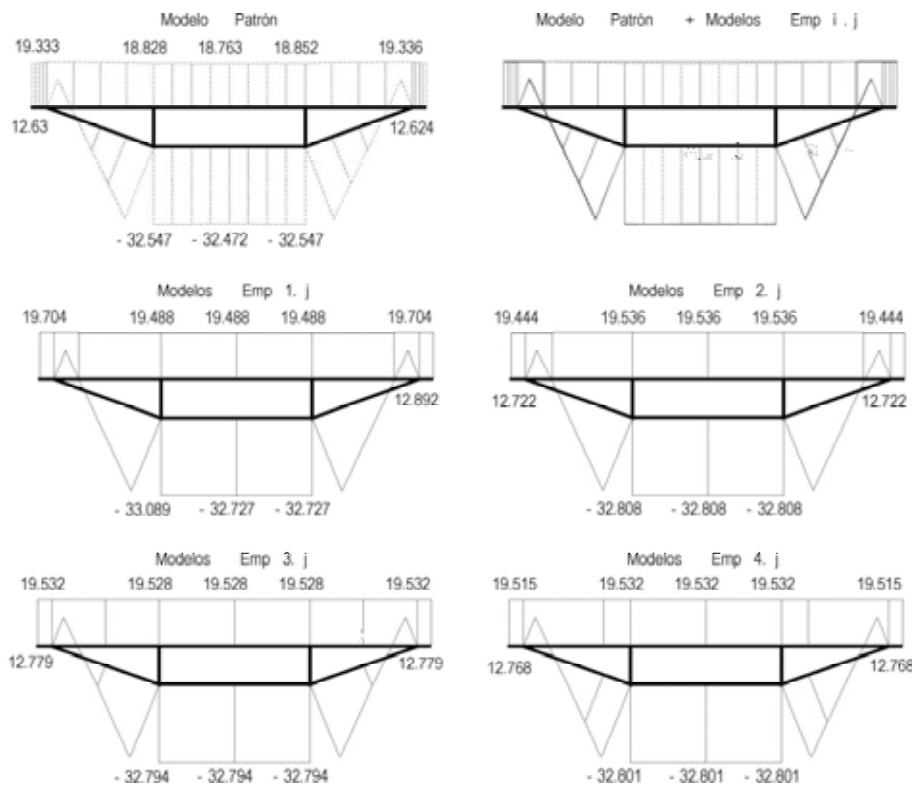 Modelo Patrón
19.333 18.828 18.763 18.852 19.336
12.63 12.624
- 32.547 - 32.472 - 32.547
Modelo Patrón + Modelos Emp i . j
Modelos Emp 1. j
19.704 19.488 19.488 19.488 19.704
12.892
- 33.089 - 32.727 - 32.727
Modelos Emp 2. j
19.444 19.536 19.536 19.536 19.444
12.722 12.722
- 32.808 - 32.808 - 32.808
Modelos Emp 3. j
19.532 19.528 19.528 19.528 19.532
12.779 12.779
- 32.794 - 32.794 - 32.794
Modelos Emp 4. j
19.515 19.532 19.532 19.532 19.515
12.768 12.768
- 32.801 - 32.801 - 32.801